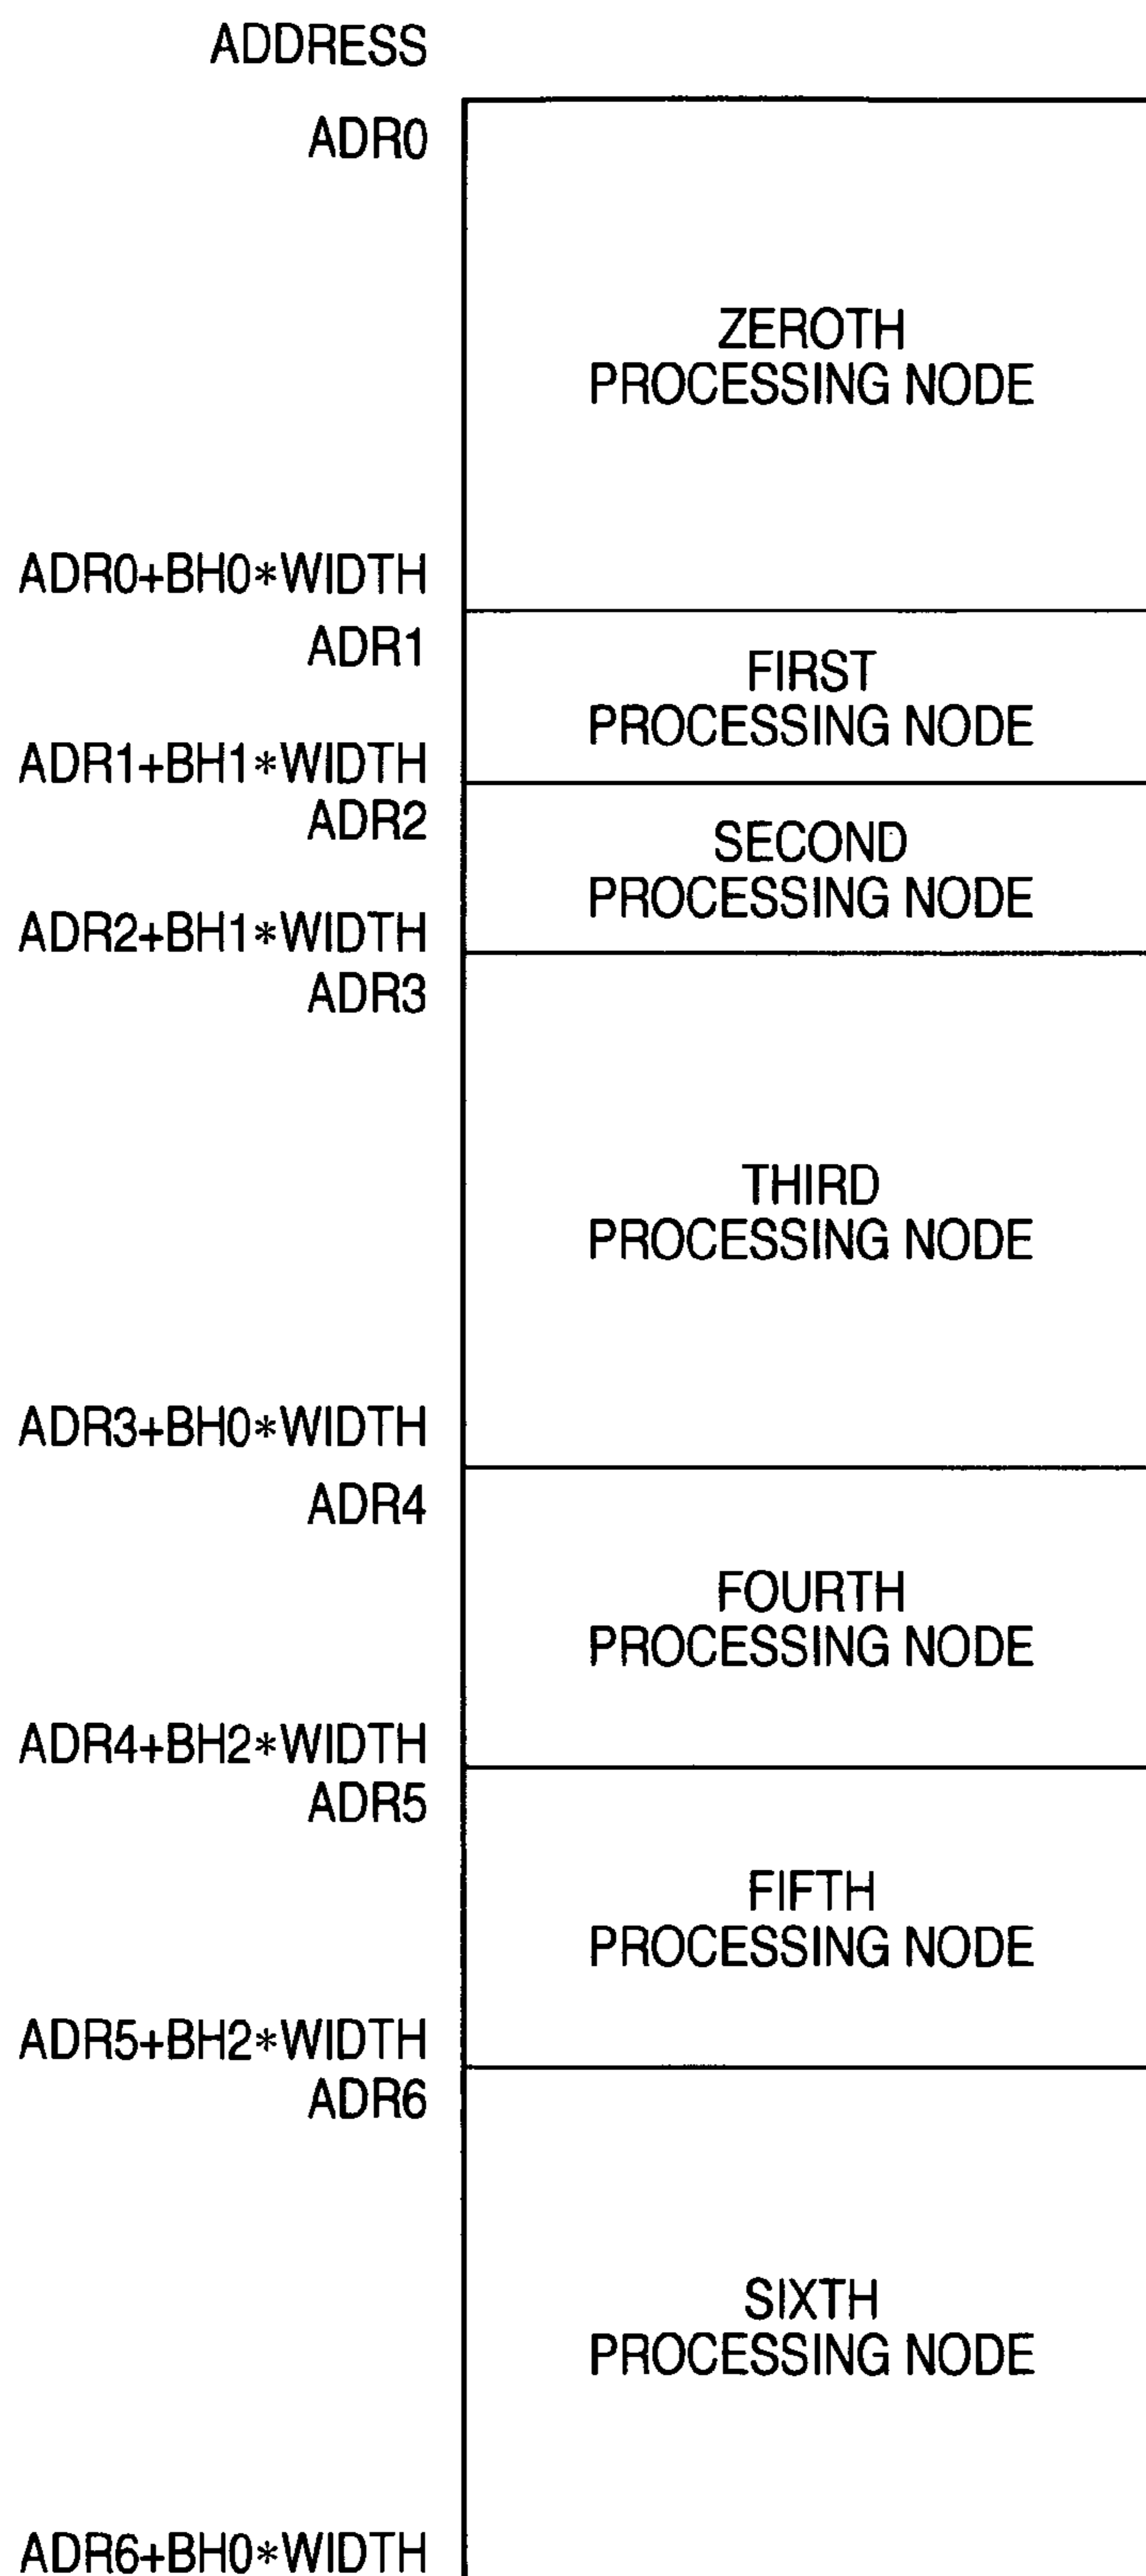 ADDRESS
ADR0
ZEROTH
PROCESSING NODE
ADR0+BH0*WIDTH
ADR1
FIRST
PROCESSING NODE
ADR1+BH1*WIDTH
ADR2
SECOND
PROCESSING NODE
ADR2+BH1*WIDTH
ADR3
THIRD
PROCESSING NODE
ADR3+BH0*WIDTH
ADR4
FOURTH
PROCESSING NODE
ADR4+BH2*WIDTH
ADR5
FIFTH
PROCESSING NODE
ADR5+BH2*WIDTH
ADR6
SIXTH
PROCESSING NODE
ADR6+BH0*WIDTH